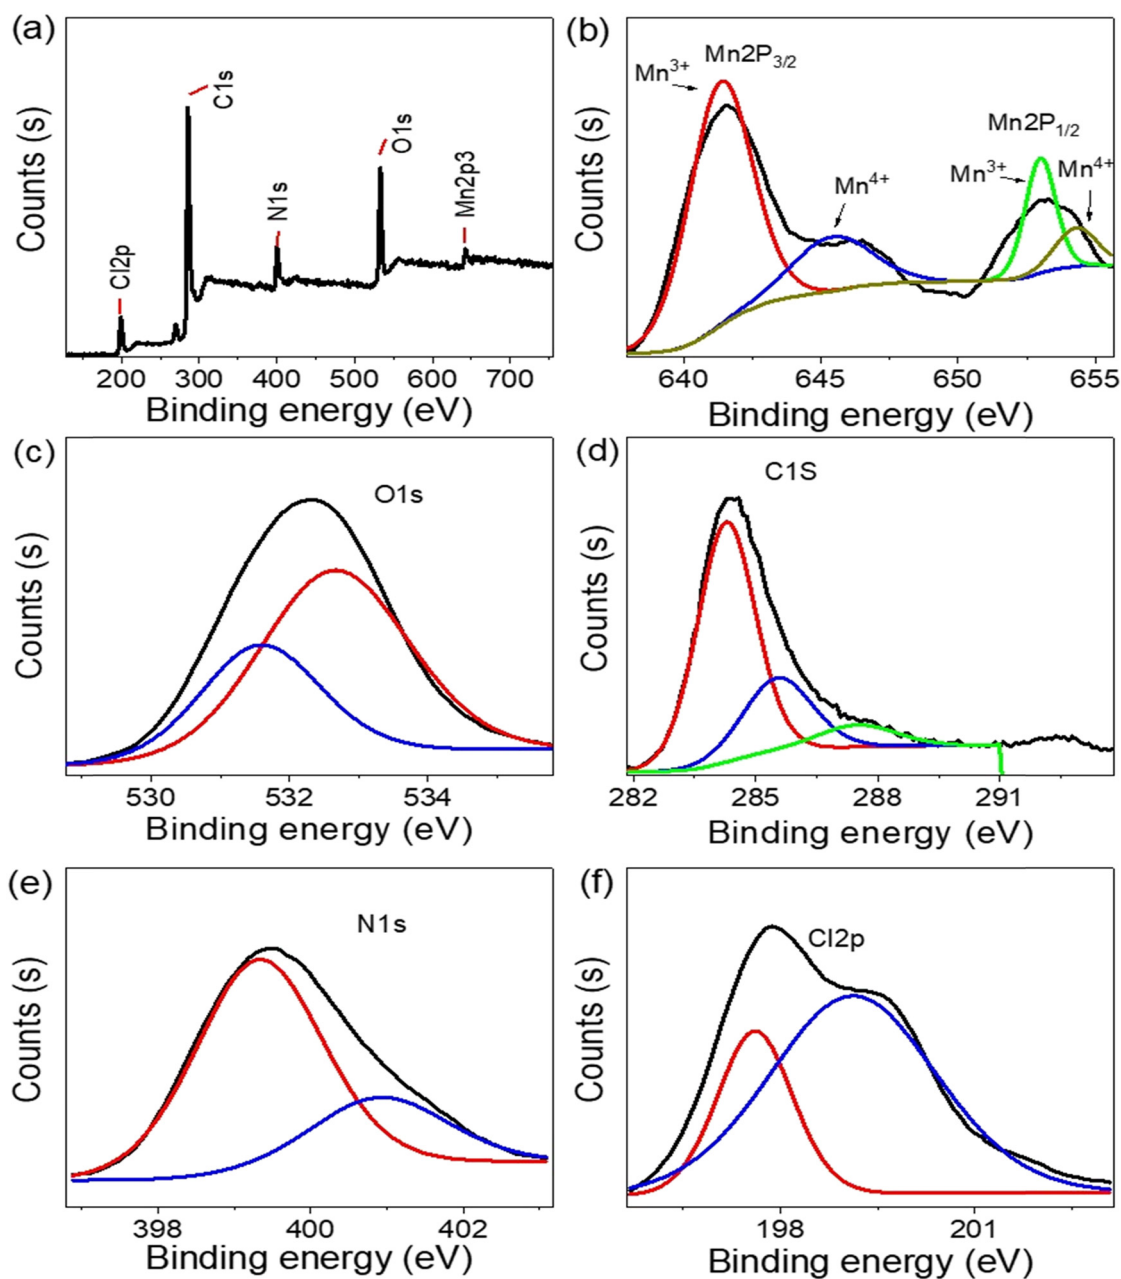 (a)
Counts (s)
Cl2p
C1s
N1s
O1s
Mn2p3
200 300 400 500 600 700
Binding energy (eV)
(b)
Counts (s)
Mn³⁺
Mn2P₃/₂
Mn⁴⁺
Mn2P₁/₂
Mn³⁺
Mn⁴⁺
640 645 650 655
Binding energy (eV)
(c)
Counts (s)
O1s
530 532 534
Binding energy (eV)
(d)
Counts (s)
C1S
282 285 288 291
Binding energy (eV)
(e)
Counts (s)
N1s
398 400 402
Binding energy (eV)
(f)
Counts (s)
Cl2p
198 201
Binding energy (eV)